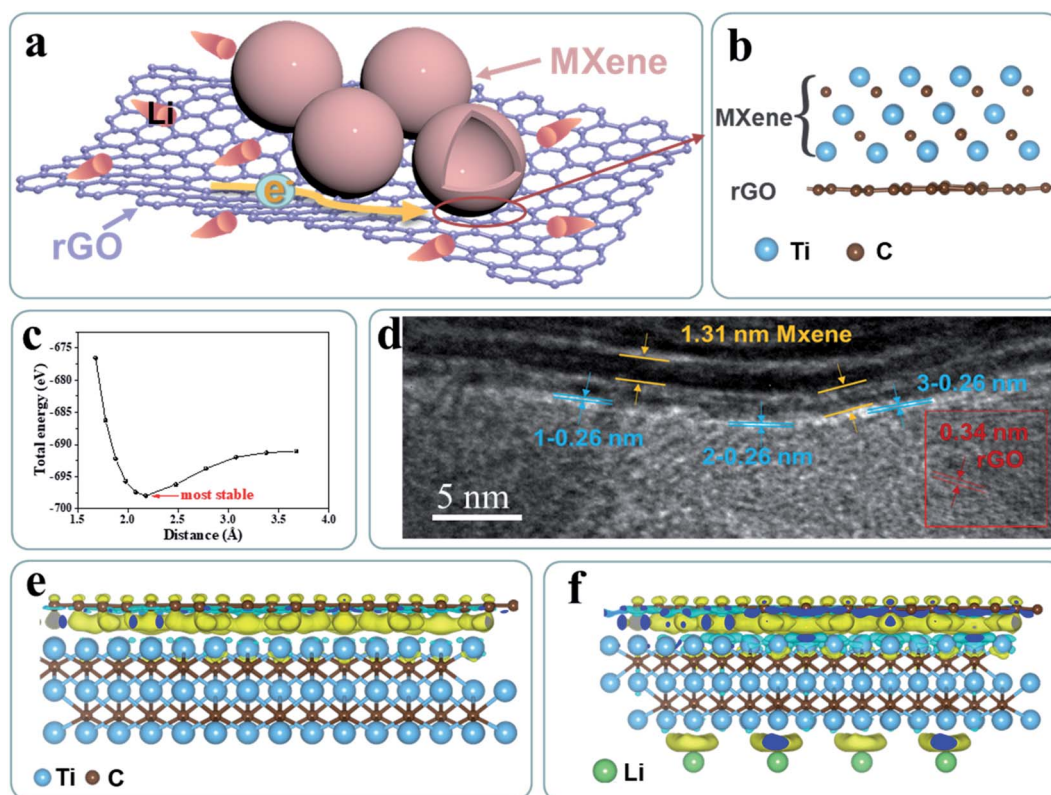 a
MXene
Li
e⁻
rGO
b
MXene
rGO
Ti
C
c
-675
-680
-685
-690
-695
-700
Total energy (eV)
most stable
1.5
2.0
2.5
3.0
3.5
4.0
Distance (Å)
d
1.31 nm Mxene
1-0.26 nm
2-0.26 nm
3-0.26 nm
0.34 nm
rGO
5 nm
e
Ti
C
f
Li